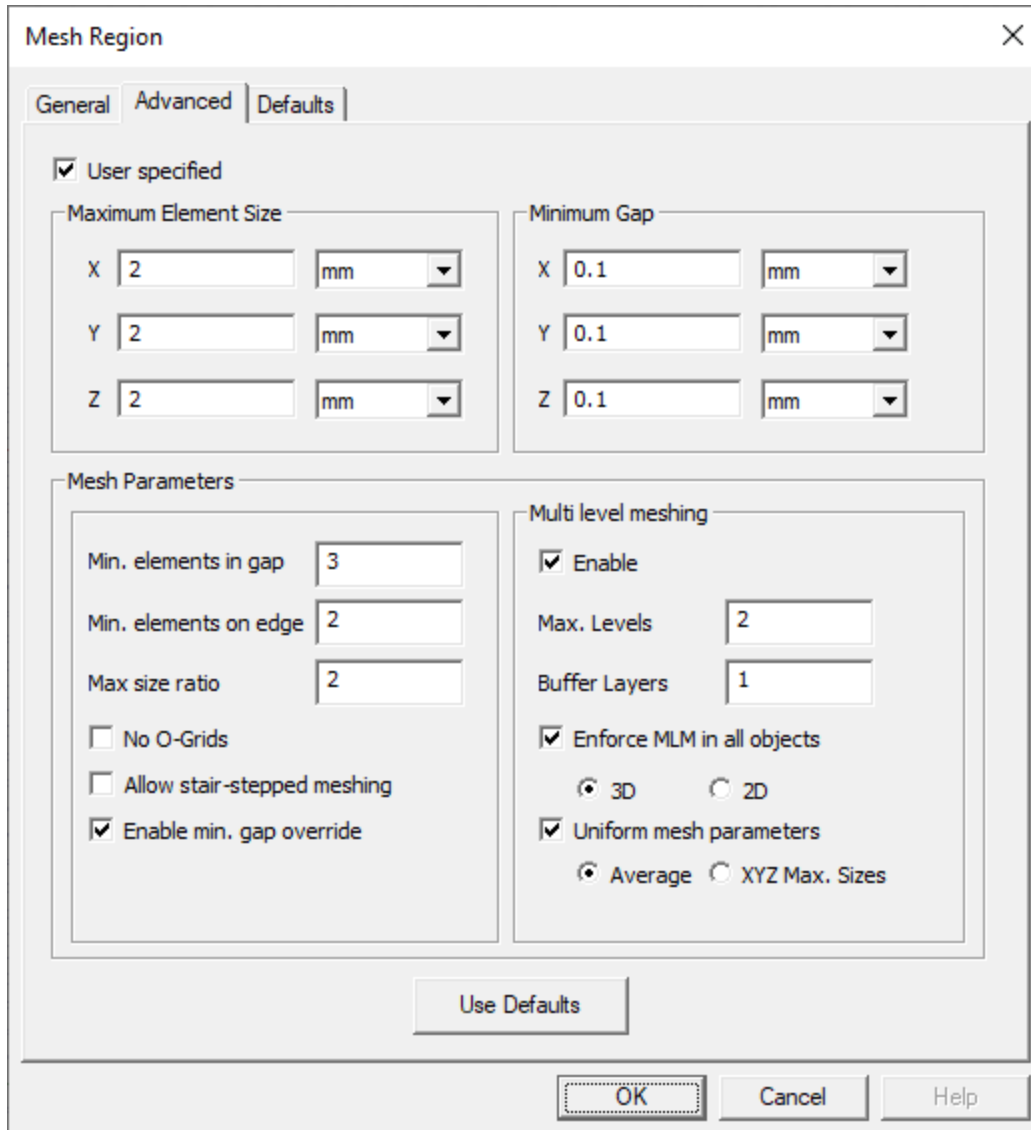 Mesh Region
General Advanced Defaults
User specified
Maximum Element Size
X 2 mm
Y 2 mm
Z 2 mm
Minimum Gap
X 0.1 mm
Y 0.1 mm
Z 0.1 mm
Mesh Parameters
Min. elements in gap 3
Min. elements on edge 2
Max size ratio 2
No O-Grids
Allow stair-stepped meshing
Enable min. gap override
Multi level meshing
Enable
Max. Levels 2
Buffer Layers 1
Enforce MLM in all objects
3D 2D
Uniform mesh parameters
Average XYZ Max. Sizes
Use Defaults
OK Cancel Help